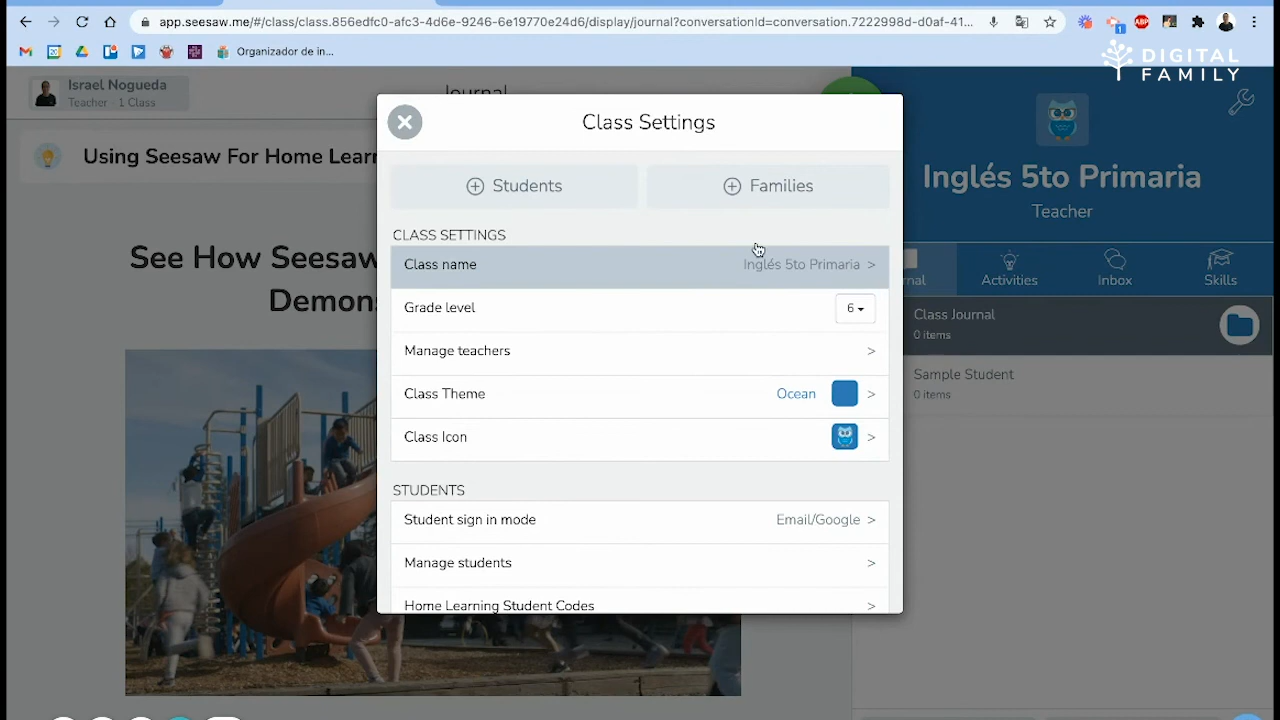 app.seesaw.me/#/class/class.856edfc0-afc3-4d6e-9246-6e19770e24d6/display/journal?conversationId=conversation.7222998d-d0af-41...
Organizador de in...
DIGITAL
FAMILY
Israel Nogueda
Teacher - 1 Class
Journal
Using Seesaw For Home Learn
See How Seesaw
Demons
Class Settings
Students
Families
CLASS SETTINGS
Class name Inglés 5to Primaria >
Grade level 6
Manage teachers >
Class Theme Ocean >
Class Icon >
STUDENTS
Student sign in mode Email/Google >
Manage students >
Home Learning Student Codes >
Inglés 5to Primaria
Teacher
nal
Activities
Inbox
Skills
Class Journal
0 items
Sample Student
0 items